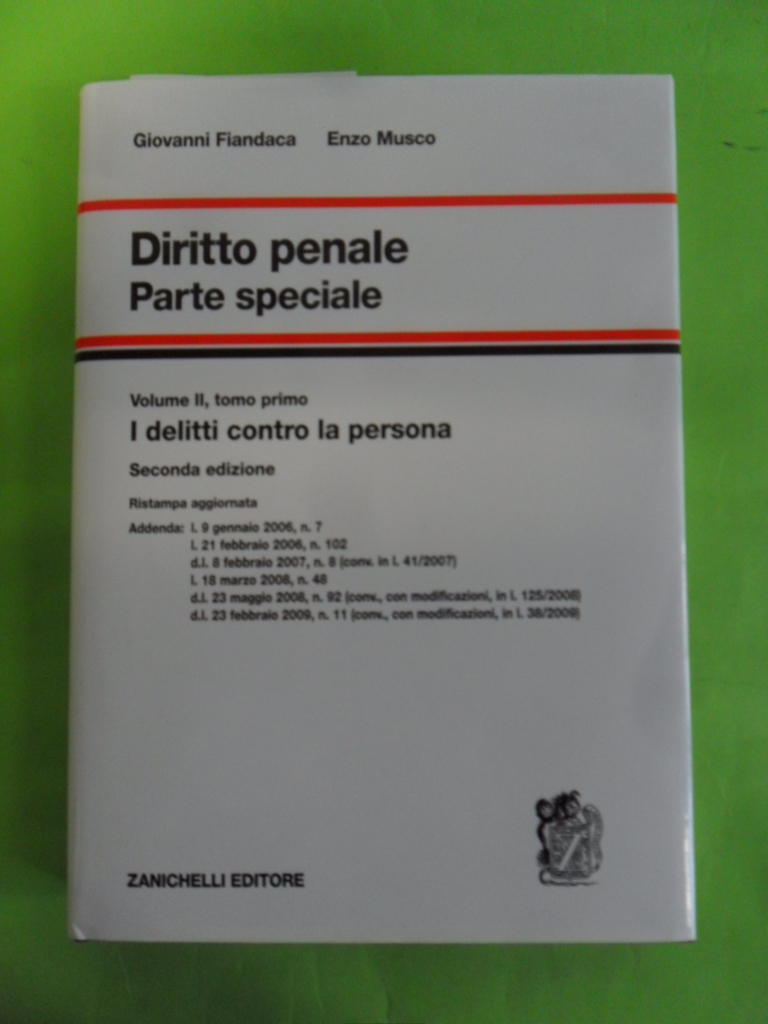 Giovanni Fiandaca Enzo Musco
Diritto penale
Parte speciale
Volume II, tomo primo
I delitti contro la persona
Seconda edizione
Ristampa aggiornata
Addenda: l. 9 gennaio 2006, n. 7
l. 21 febbraio 2006, n. 102
d.l. 8 febbraio 2007, n. 8 (conv. in l. 41/2007)
l. 18 marzo 2008, n. 48
d.l. 23 maggio 2008, n. 92 (conv., con modificazioni, in l. 125/2008)
d.l. 23 febbraio 2009, n. 11 (conv., con modificazioni, in l. 38/2009)
ZANICHELLI EDITORE